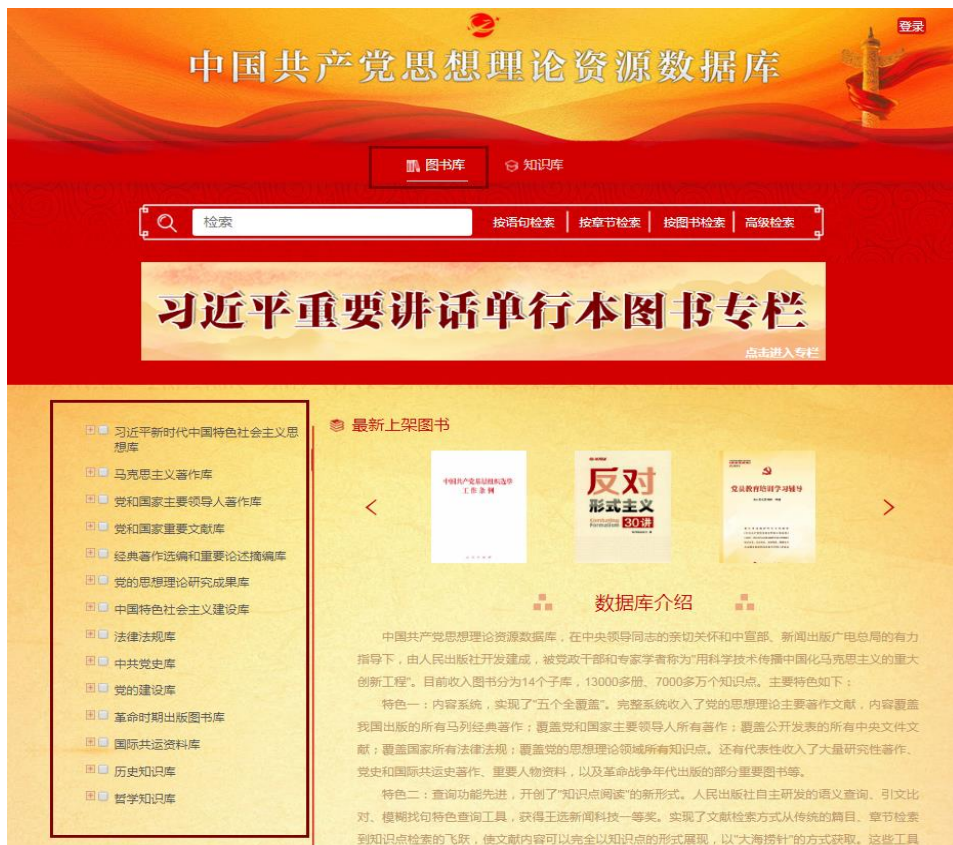 登录
中国共产党思想理论资源数据库
图书库
知识库
检索
按语句检索
按章节检索
按图书检索
高级检索
习近平重要讲话单行本图书专栏
点击进入专栏
习近平新时代中国特色社会主义思
想库
马克思主义著作库
党和国家主要领导人著作库
党和国家重要文献库
经典著作选编和重要论述摘编库
党的思想理论研究成果库
中国特色社会主义建设库
法律法规库
中共党史库
党的建设库
革命时期出版图书库
国际共运资料库
历史知识库
哲学知识库
最新上架图书
中国共产党基层组织选举
工作条例
反对
形式主义
30讲
党员教育培训学习辅导
数据库介绍
中国共产党思想理论资源数据库，在中央领导同志的亲切关怀和中宣部、新闻出版广电总局的有力
指导下，由人民出版社开发建成，被党政干部和专家学者称为"用科学技术传播中国化马克思主义的重大
创新工程"。目前收入图书分为14个子库，13000多册、7000多万个知识点。主要特色如下：
特色一：内容系统，实现了"五个全覆盖"。完整系统收入了党的思想理论主要著作文献，内容覆盖
我国出版的所有马列经典著作；覆盖党和国家主要领导人所有著作；覆盖公开发表的所有中央文件文
献；覆盖国家所有法律法规；覆盖党的思想理论领域所有知识点。还有代表性收入了大量研究性著作、
党史和国际共运史著作、重要人物资料，以及革命战争年代出版的部分重要图书等。
特色二：查询功能先进，开创了"知识点阅读"的新形式。人民出版社自主研发的语义查询、引文比
对、模糊找句特色查询工具，获得王选新闻科技一等奖。实现了文献检索方式从传统的篇目、章节检索
到知识点检索的飞跃，使文献内容可以完全以知识点的形式展现，以"大海捞针"的方式获取。这些工具